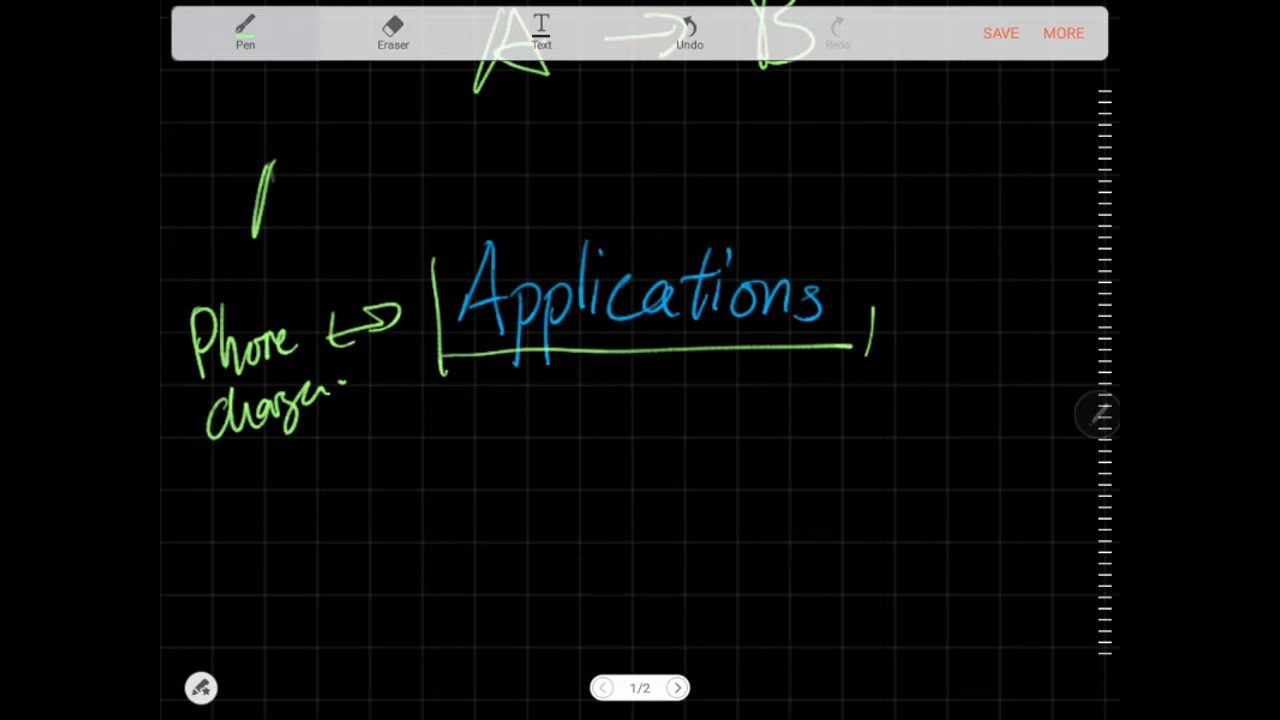 Pen
Eraser
T
Text
Undo
Redo
SAVE
MORE
A → B
Applications
Phone
charger.
1/2